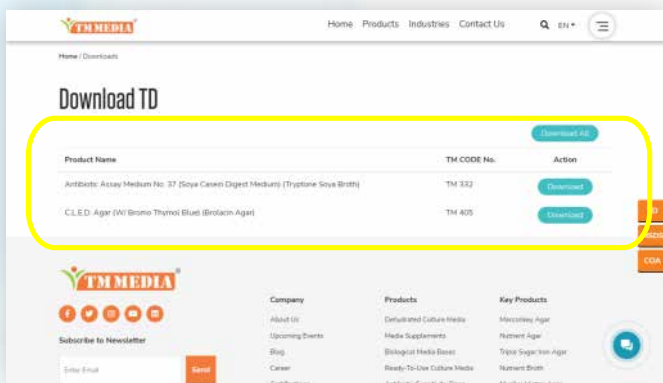 TM MEDIA
Home Products Industries Contact Us EN
Home / Downloads
Download TD
Download All
Product Name TM CODE No. Action
Antibiotic Assay Medium No. 37 (Soya Casein Digest Medium) (Tryptone Soya Broth) TM 332 Download
C.L.E.D. Agar (W/ Bromo Thymol Blue) (Brolacin Agar) TM 405 Download
COA
TM MEDIA
Company Products Key Products
About Us Dehydrated Culture Media Macconkey Agar
Upcoming Events Media Supplements Nutrient Agar
Subscribe to Newsletter
Blog Biological Media Bases Triple Sugar Iron Agar
Enter Email Send
Career Ready-To-Use Culture Media Nutrient Broth